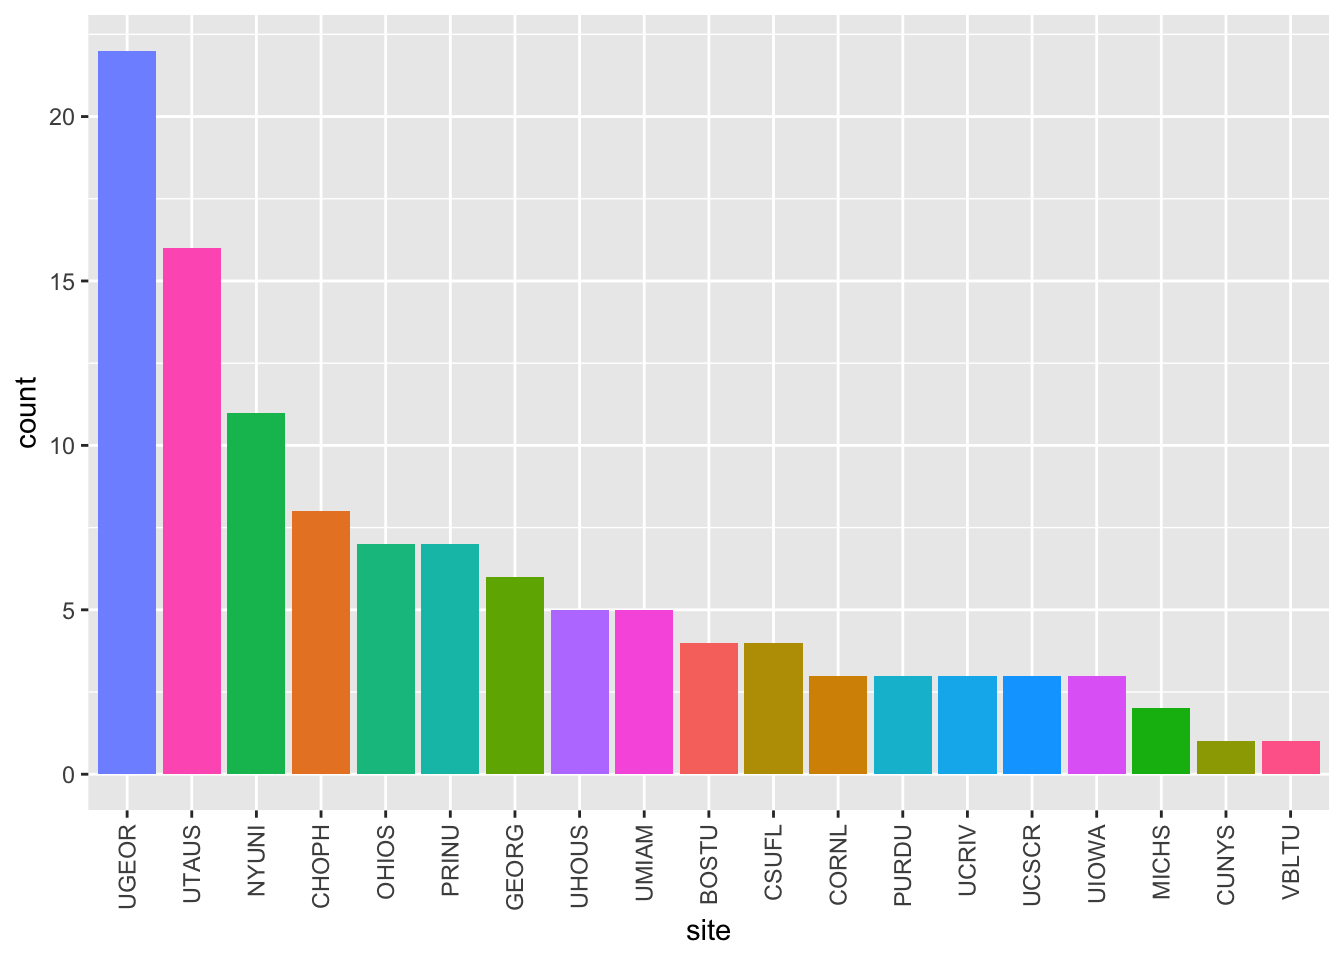 20
15
10
5
0
count
UGEOR
UTAUS
NYUNI
CHOPH
OHIOS
PRINU
GEORG
UHOUS
UMIAM
BOSTU
CSUFL
CORNL
PURDU
UCRIV
UCSCR
UIOWA
MICHS
CUNYS
VBLTU
site